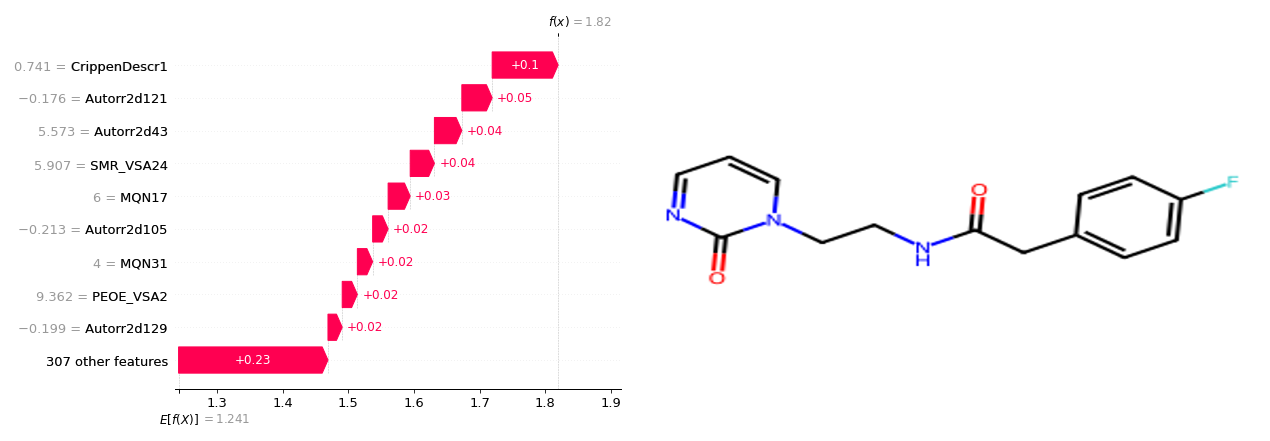 f(x) = 1.82
0.741 = CrippenDescr1 +0.1
−0.176 = Autorr2d121 +0.05
5.573 = Autorr2d43 +0.04
5.907 = SMR_VSA24 +0.04
6 = MQN17 +0.03
−0.213 = Autorr2d105 +0.02
4 = MQN31 +0.02
9.362 = PEOE_VSA2 +0.02
−0.199 = Autorr2d129 +0.02
307 other features +0.23
1.3 1.4 1.5 1.6 1.7 1.8 1.9
E[f(X)] = 1.241
O F
N N
N
H
O